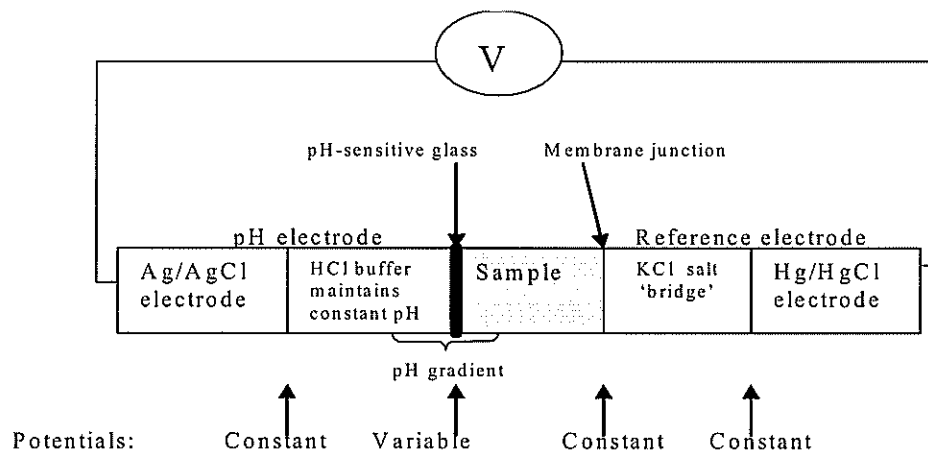 V
pH-sensitive glass
Membrane junction
pH electrode
Reference electrode
Ag/AgCl
electrode
HCl buffer
maintains
constant pH
Sample
KCl salt
'bridge'
Hg/HgCl
electrode
pH gradient
Potentials:
Constant
Variable
Constant
Constant